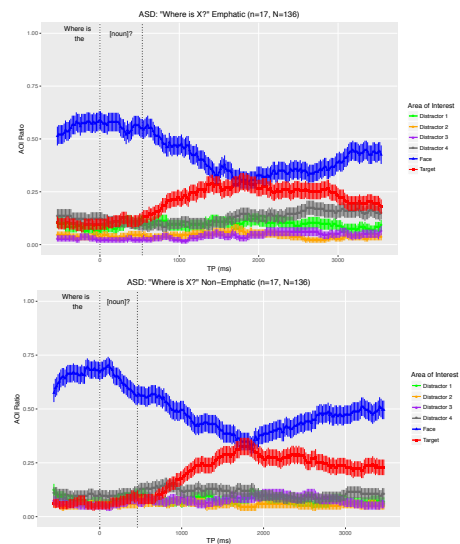 ASD: "Where is X?" Emphatic (n=17, N=136)
Where is
the
[noun]?
1.00
0.75
0.50
0.25
0.00
AOI Ratio
0
1000
2000
3000
TP (ms)
Area of Interest
Distractor 1
Distractor 2
Distractor 3
Distractor 4
Face
Target
ASD: "Where is X?" Non-Emphatic (n=17, N=136)
Where is
the
[noun]?
1.00
0.75
0.50
0.25
0.00
AOI Ratio
0
1000
2000
3000
TP (ms)
Area of Interest
Distractor 1
Distractor 2
Distractor 3
Distractor 4
Face
Target